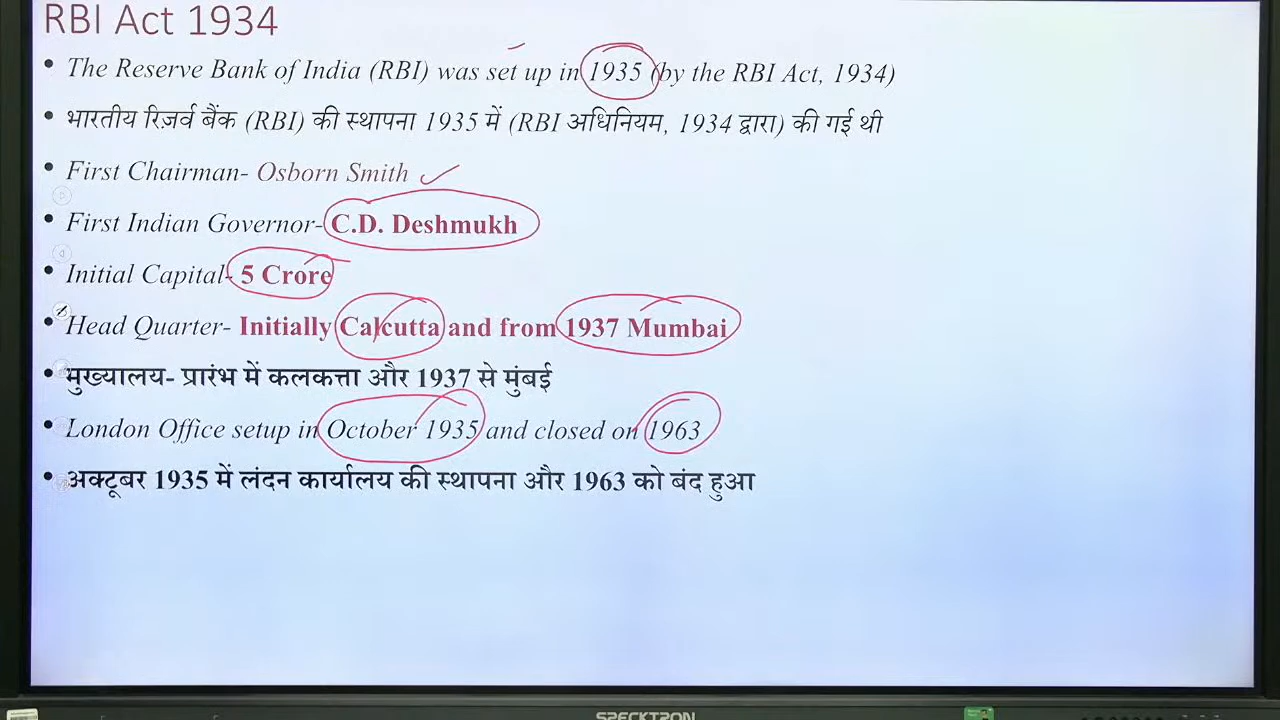 RBI Act 1934
• The Reserve Bank of India (RBI) was set up in 1935 (by the RBI Act, 1934)
• भारतीय रिज़र्व बैंक (RBI) की स्थापना 1935 में (RBI अधिनियम, 1934 द्वारा) की गई थी
• First Chairman- Osborn Smith
• First Indian Governor- C.D. Deshmukh
• Initial Capital- 5 Crore
• Head Quarter- Initially Calcutta and from 1937 Mumbai
• मुख्यालय- प्रारंभ में कलकत्ता और 1937 से मुंबई
• London Office setup in October 1935 and closed on 1963
• अक्टूबर 1935 में लंदन कार्यालय की स्थापना और 1963 को बंद हुआ
SPECKTRON